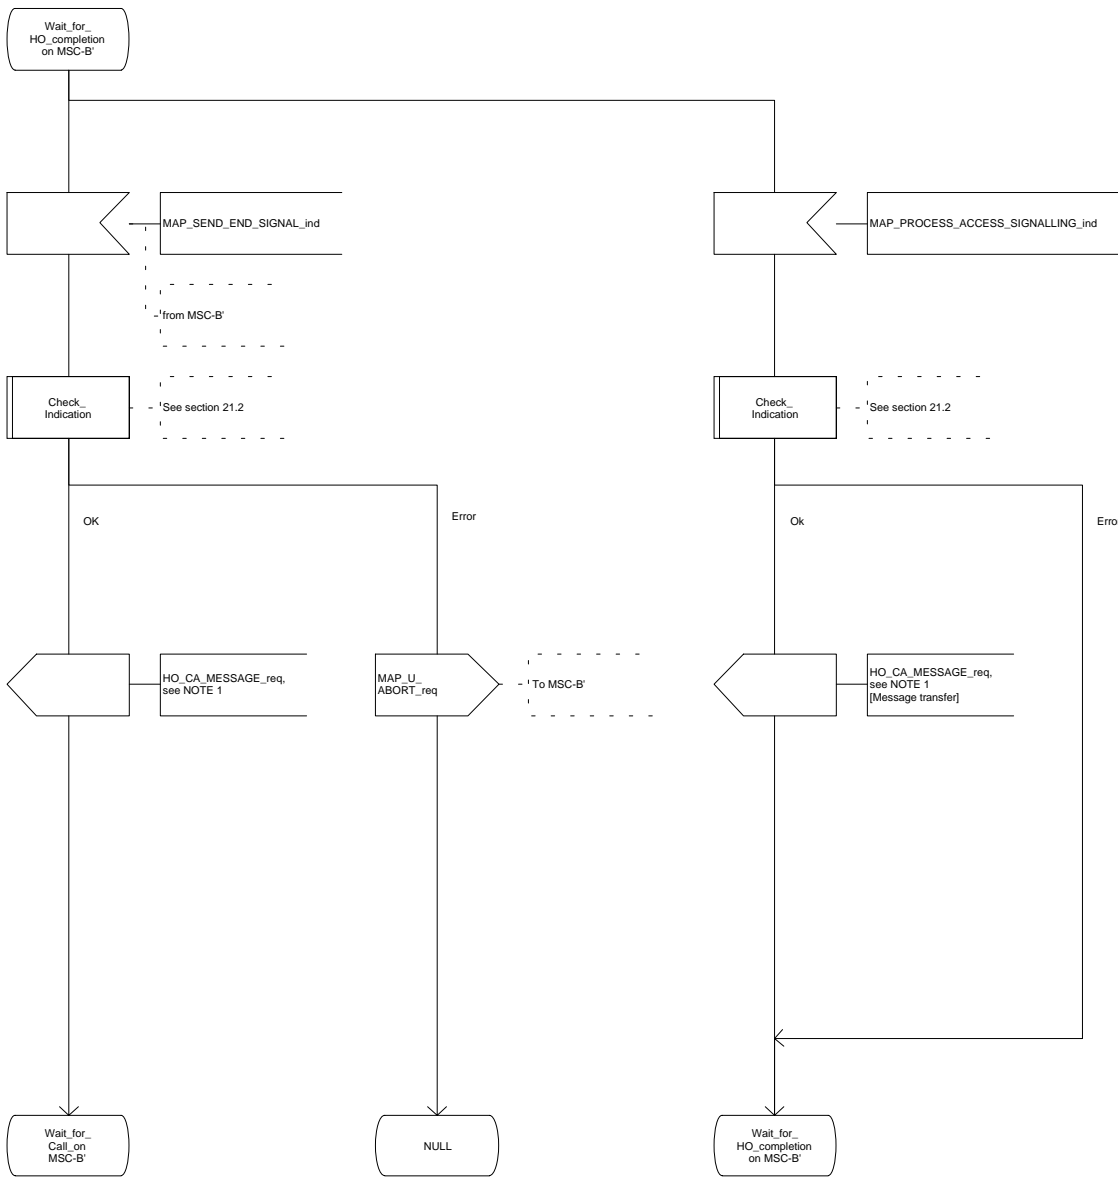 Wait_for_
HO_completion
on MSC-B'
MAP_SEND_END_SIGNAL_ind
MAP_PROCESS_ACCESS_SIGNALLING_ind
from MSC-B'
Check_
Indication
See section 21.2
Check_
Indication
See section 21.2
OK
Error
Ok
Erro
HO_CA_MESSAGE_req,
see NOTE 1
MAP_U_
ABORT_req
To MSC-B'
HO_CA_MESSAGE_req,
see NOTE 1
[Message transfer]
Wait_for_
Call_on
MSC-B'
NULL
Wait_for_
HO_completion
on MSC-B'